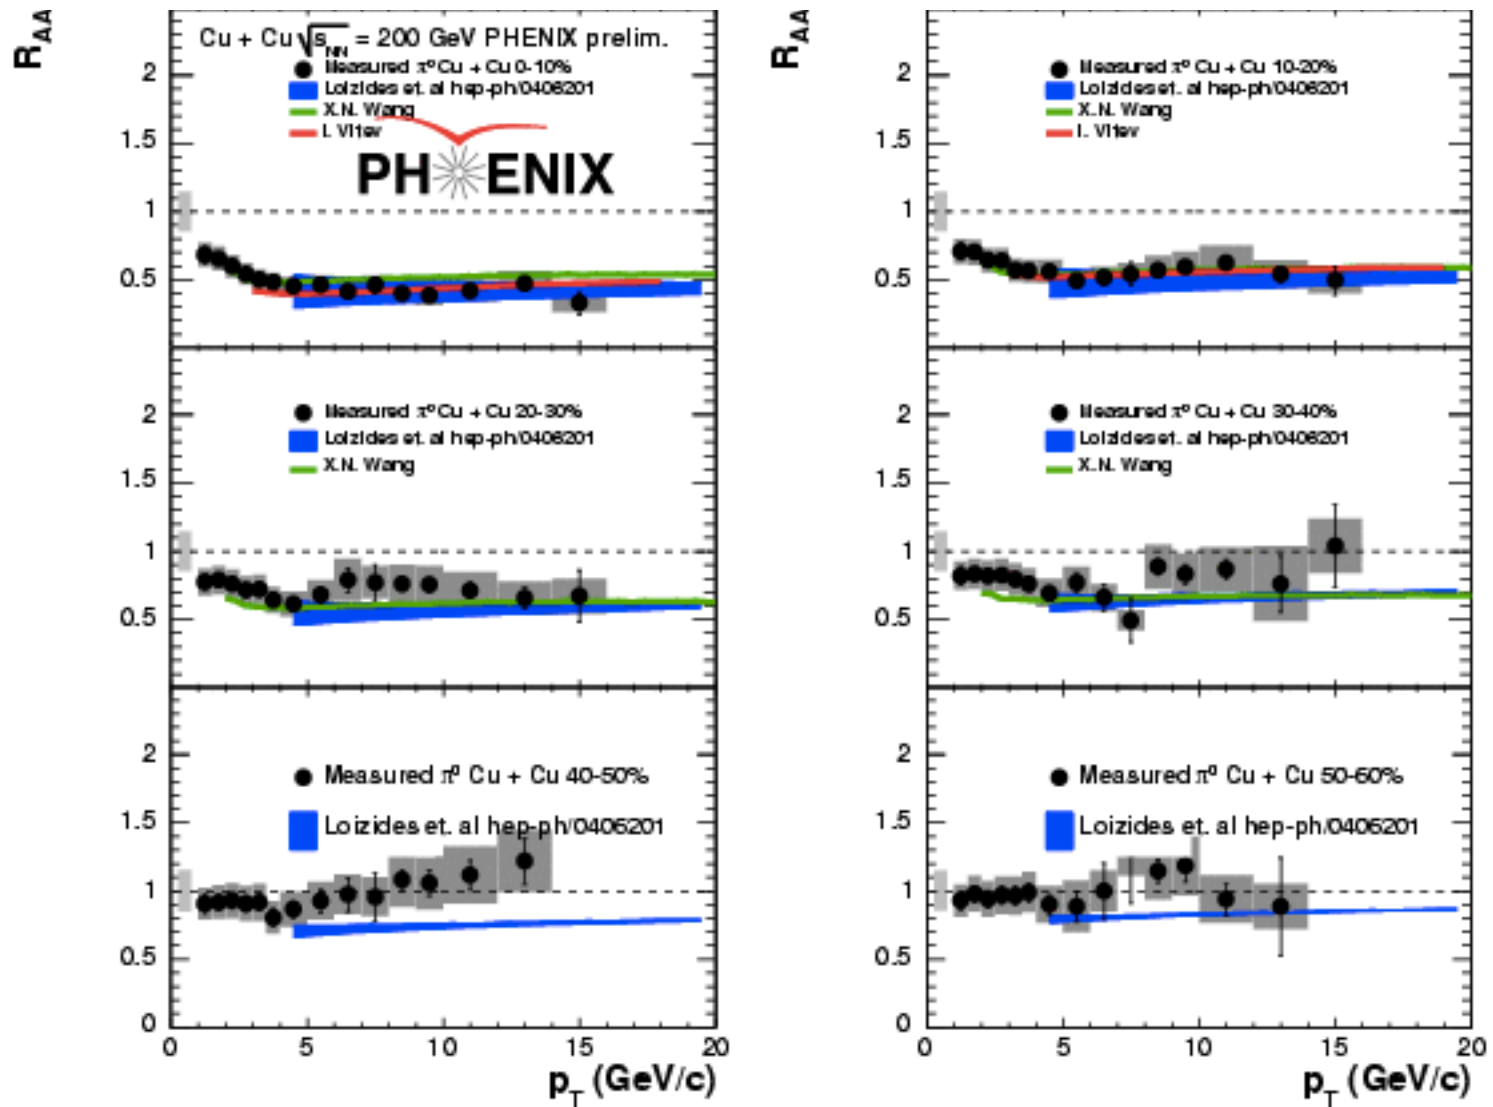 R_AA
Cu + Cu √s_NN = 200 GeV PHENIX prelim.
Measured π⁰ Cu + Cu 0-10%
Loizides et. al hep-ph/0406201
X.N. Wang
I. Vitev
PHENIX
2
1.5
1
0.5
R_AA
Measured π⁰ Cu + Cu 10-20%
Loizides et. al hep-ph/0406201
X.N. Wang
I. Vitev
2
1.5
1
0.5
Measured π⁰ Cu + Cu 20-30%
Loizides et. al hep-ph/0406201
X.N. Wang
2
1.5
1
0.5
Measured π⁰ Cu + Cu 30-40%
Loizides et. al hep-ph/0406201
X.N. Wang
2
1.5
1
0.5
Measured π⁰ Cu + Cu 40-50%
Loizides et. al hep-ph/0406201
2
1.5
1
0.5
0
0 5 10 15 20
p_T (GeV/c)
Measured π⁰ Cu + Cu 50-60%
Loizides et. al hep-ph/0406201
2
1.5
1
0.5
0
0 5 10 15 20
p_T (GeV/c)